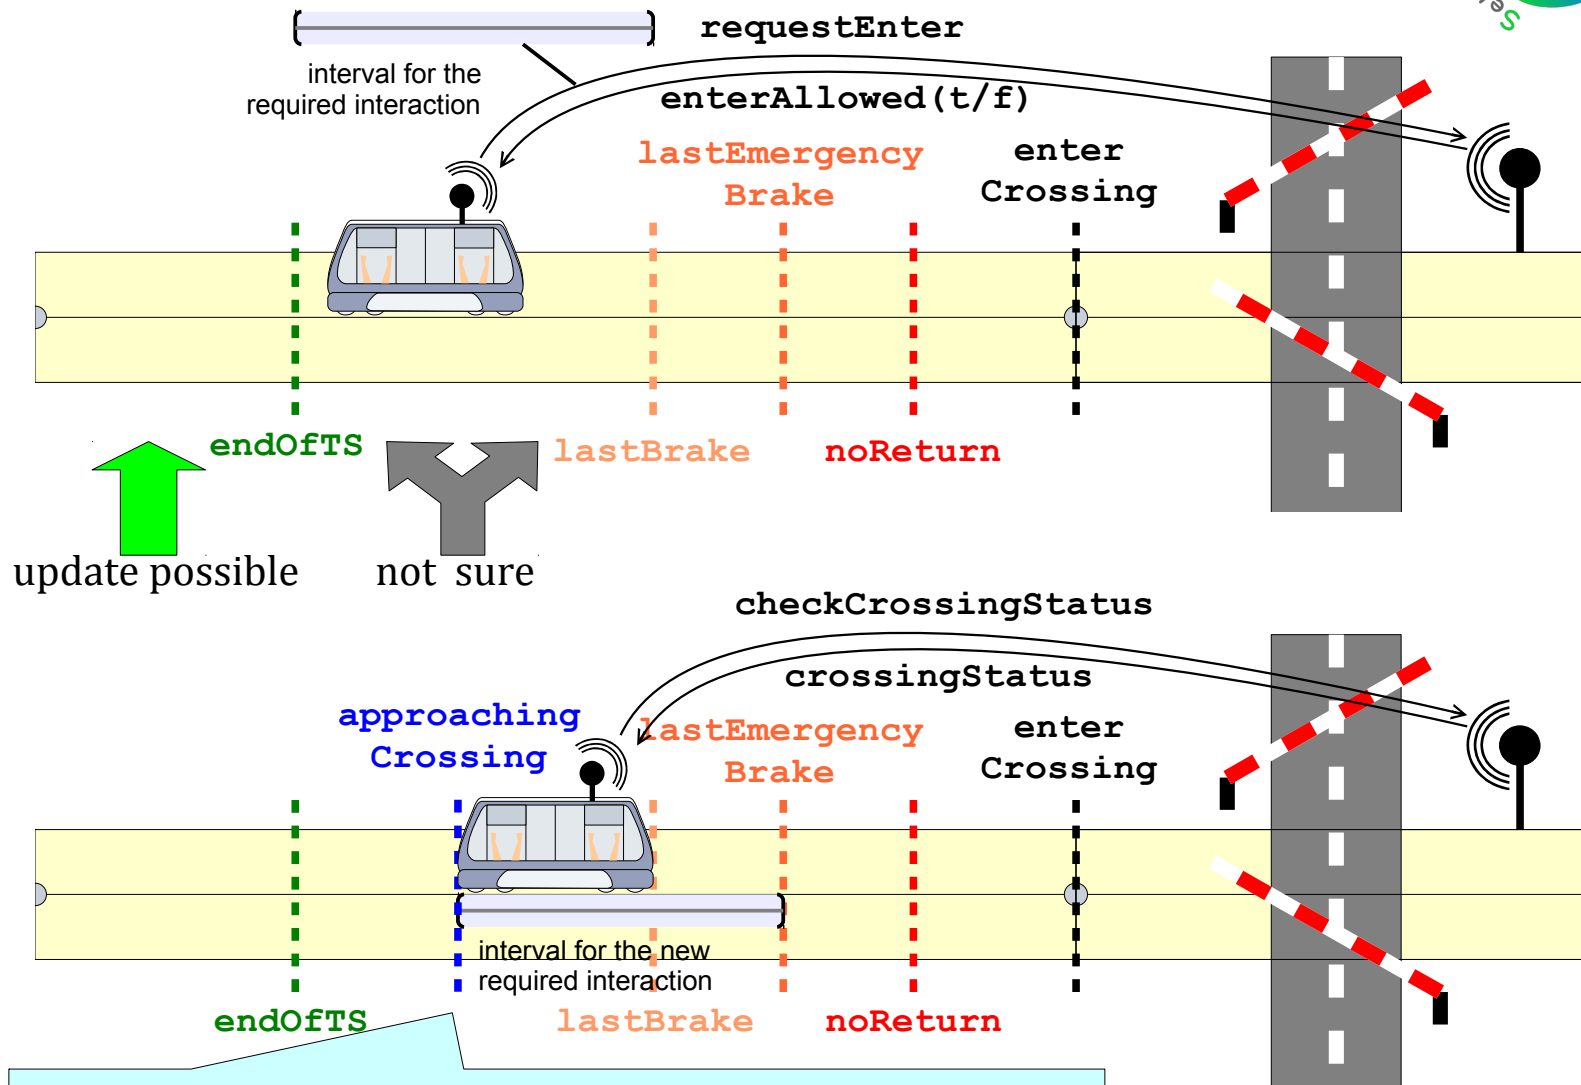 Sel
requestEnter
interval for the
required interaction
enterAllowed(t/f)
lastEmergency
Brake
enter
Crossing
endOfTS
lastBrake
noReturn
update possible
not sure
checkCrossingStatus
crossingStatus
approaching
Crossing
lastEmergency
Brake
enter
Crossing
interval for the new
required interaction
endOfTS
lastBrake
noReturn